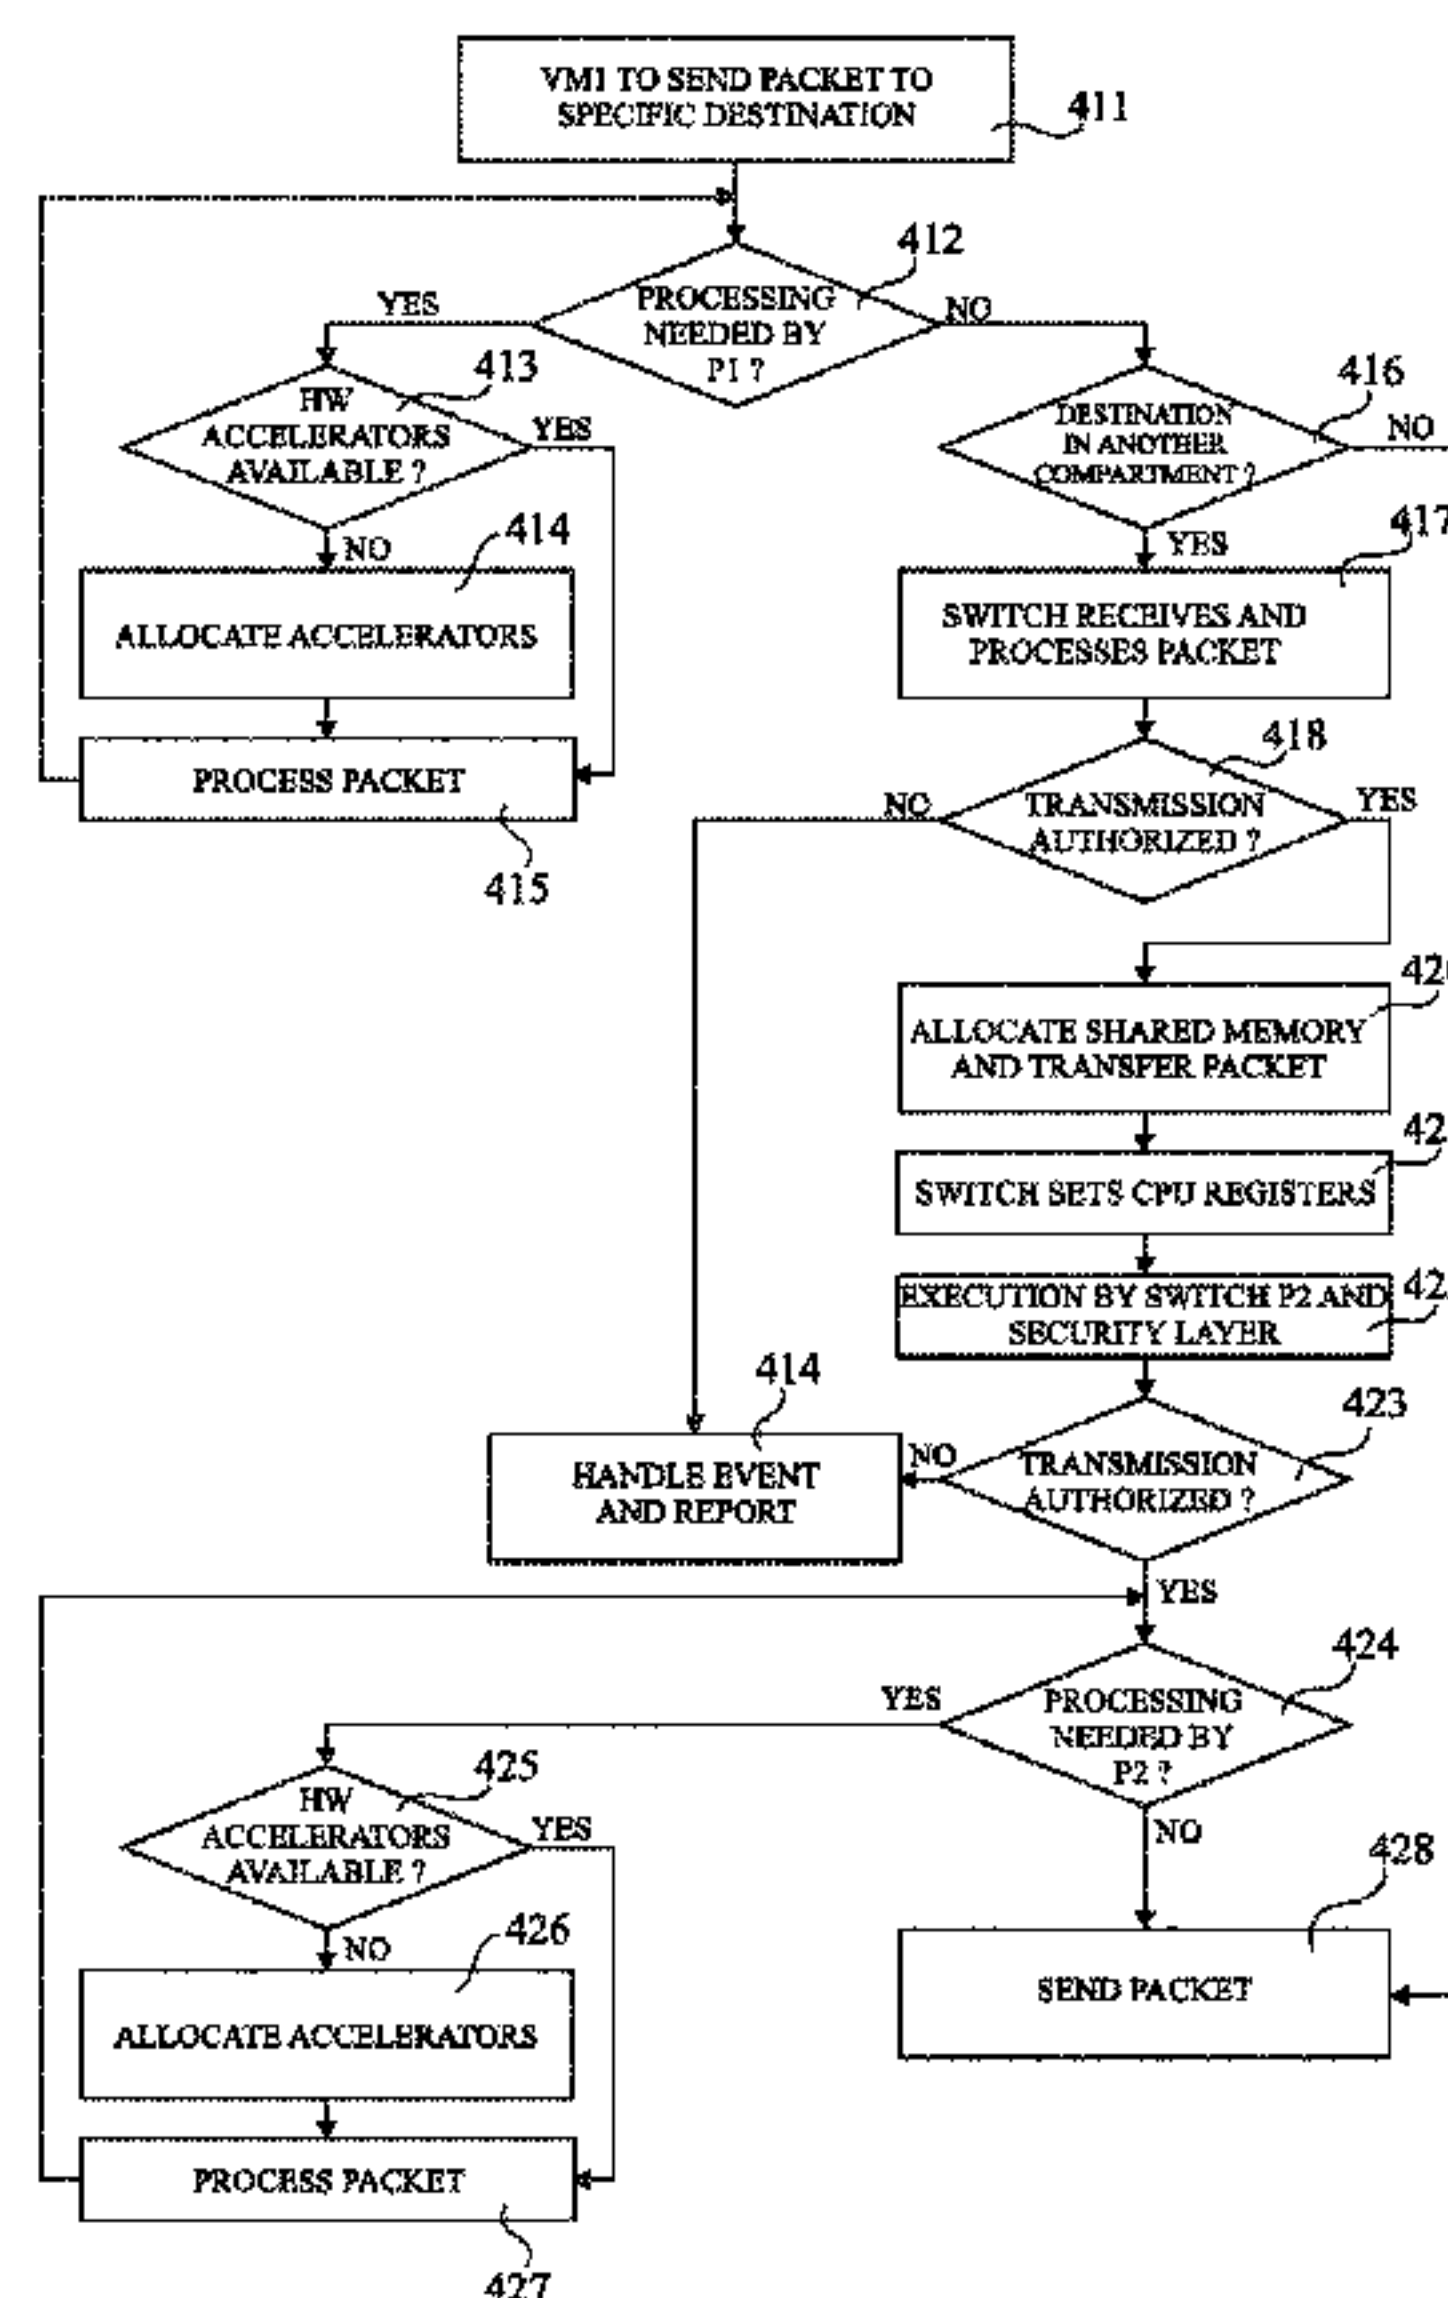 VM1 TO SEND PACKET TO
SPECIFIC DESTINATION
411
412
PROCESSING
NEEDED BY
P1 ?
YES
NO
413
HW
ACCELERATORS
AVAILABLE ?
YES
NO
416
DESTINATION
IN ANOTHER
COMPARTMENT ?
NO
YES
414
ALLOCATE ACCELERATORS
417
SWITCH RECEIVES AND
PROCESSES PACKET
PROCESS PACKET
415
418
TRANSMISSION
AUTHORIZED ?
NO
YES
ALLOCATE SHARED MEMORY
AND TRANSFER PACKET
SWITCH SETS CPU REGISTERS
EXECUTION BY SWITCH P2 AND
SECURITY LAYER
414
HANDLE EVENT
AND REPORT
423
TRANSMISSION
AUTHORIZED ?
NO
YES
424
PROCESSING
NEEDED BY
P2 ?
YES
NO
425
HW
ACCELERATORS
AVAILABLE ?
YES
NO
428
SEND PACKET
426
ALLOCATE ACCELERATORS
PROCESS PACKET
427